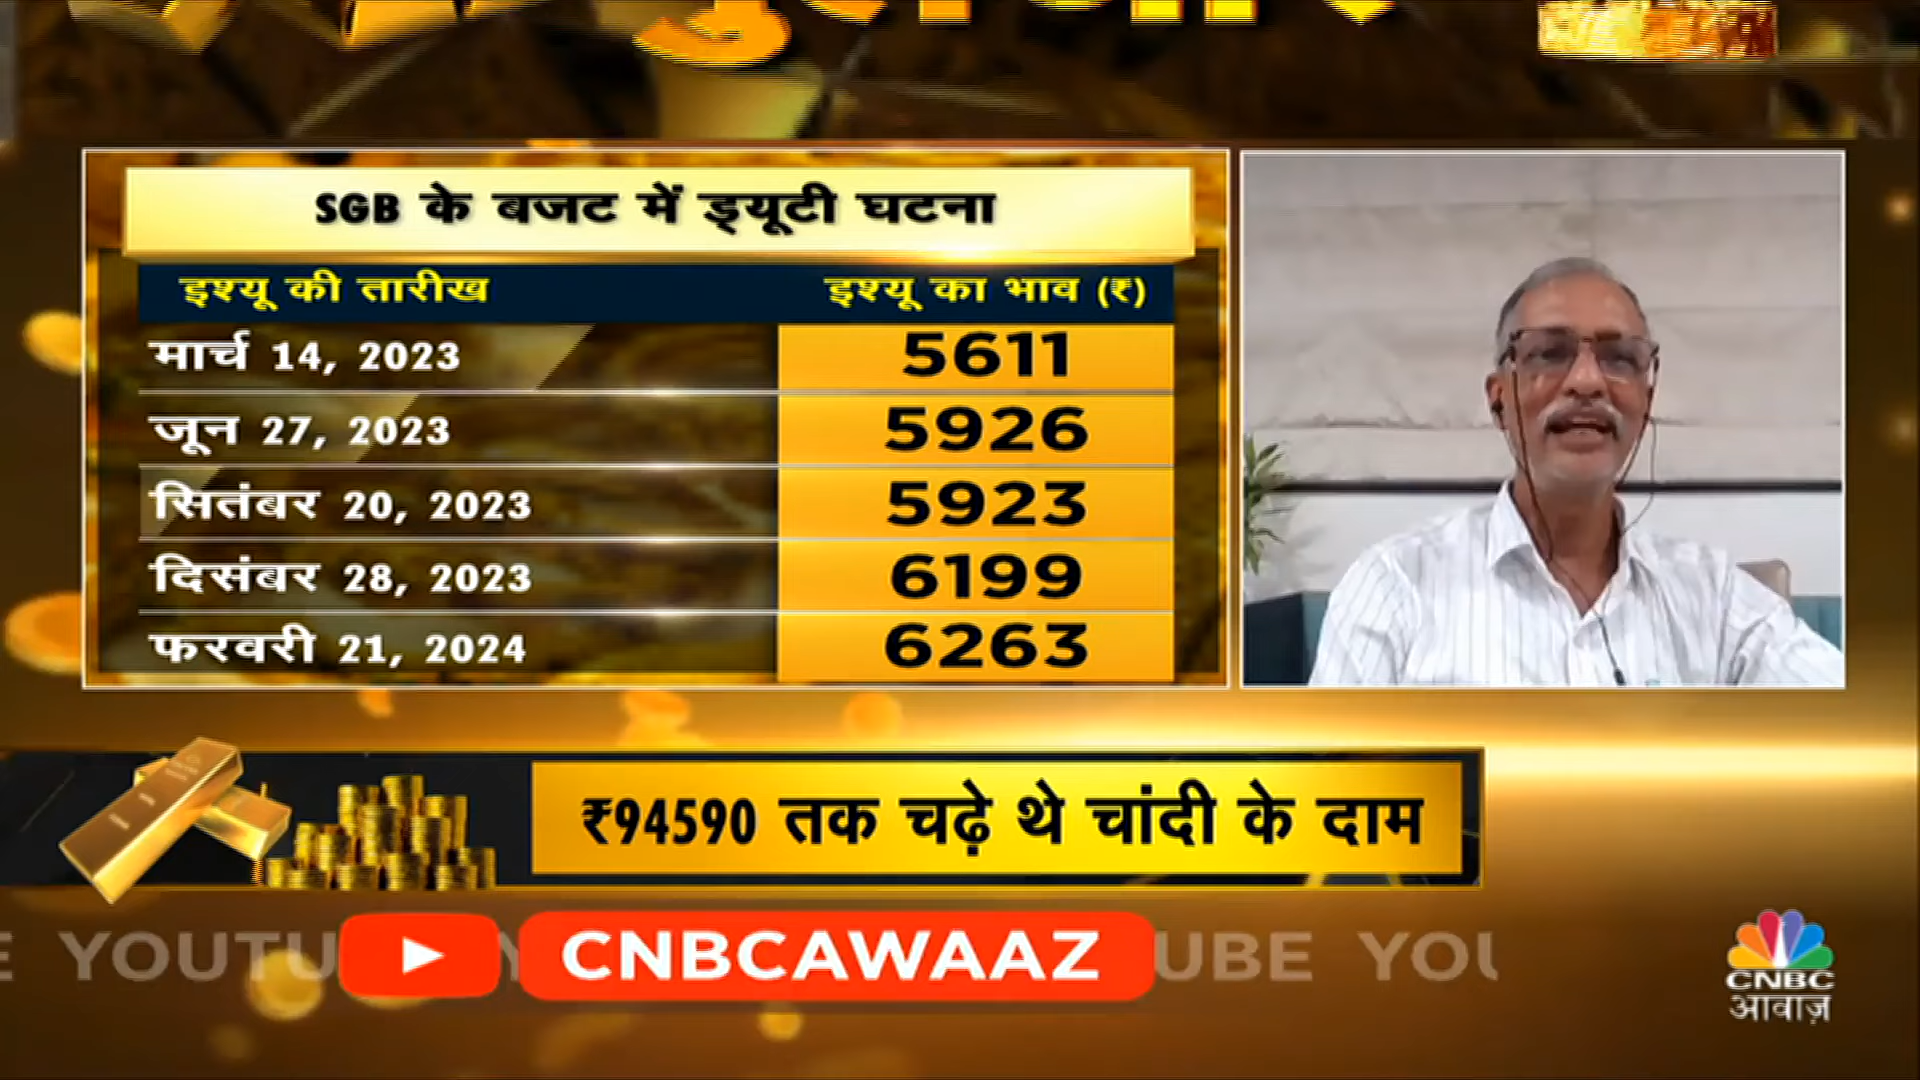 SGB के बजट में ड्यूटी घटना
इश्यू की तारीख इश्यू का भाव (₹)
मार्च 14, 2023 5611
जून 27, 2023 5926
सितंबर 20, 2023 5923
दिसंबर 28, 2023 6199
फरवरी 21, 2024 6263
₹94590 तक चढ़े थे चांदी के दाम
YOUTU CNBCAWAAZ UBE YOU
CNBC
आवाज़